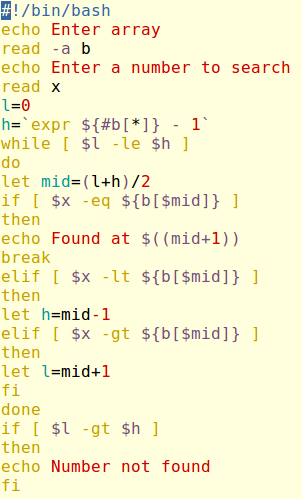 #!/bin/bash
echo Enter array
read -a b
echo Enter a number to search
read x
l=0
h=`expr ${#b[*]} - 1`
while [ $l -le $h ]
do
let mid=(l+h)/2
if [ $x -eq ${b[$mid]} ]
then
echo Found at $((mid+1))
break
elif [ $x -lt ${b[$mid]} ]
then
let h=mid-1
elif [ $x -gt ${b[$mid]} ]
then
let l=mid+1
fi
done
if [ $l -gt $h ]
then
echo Number not found
fi